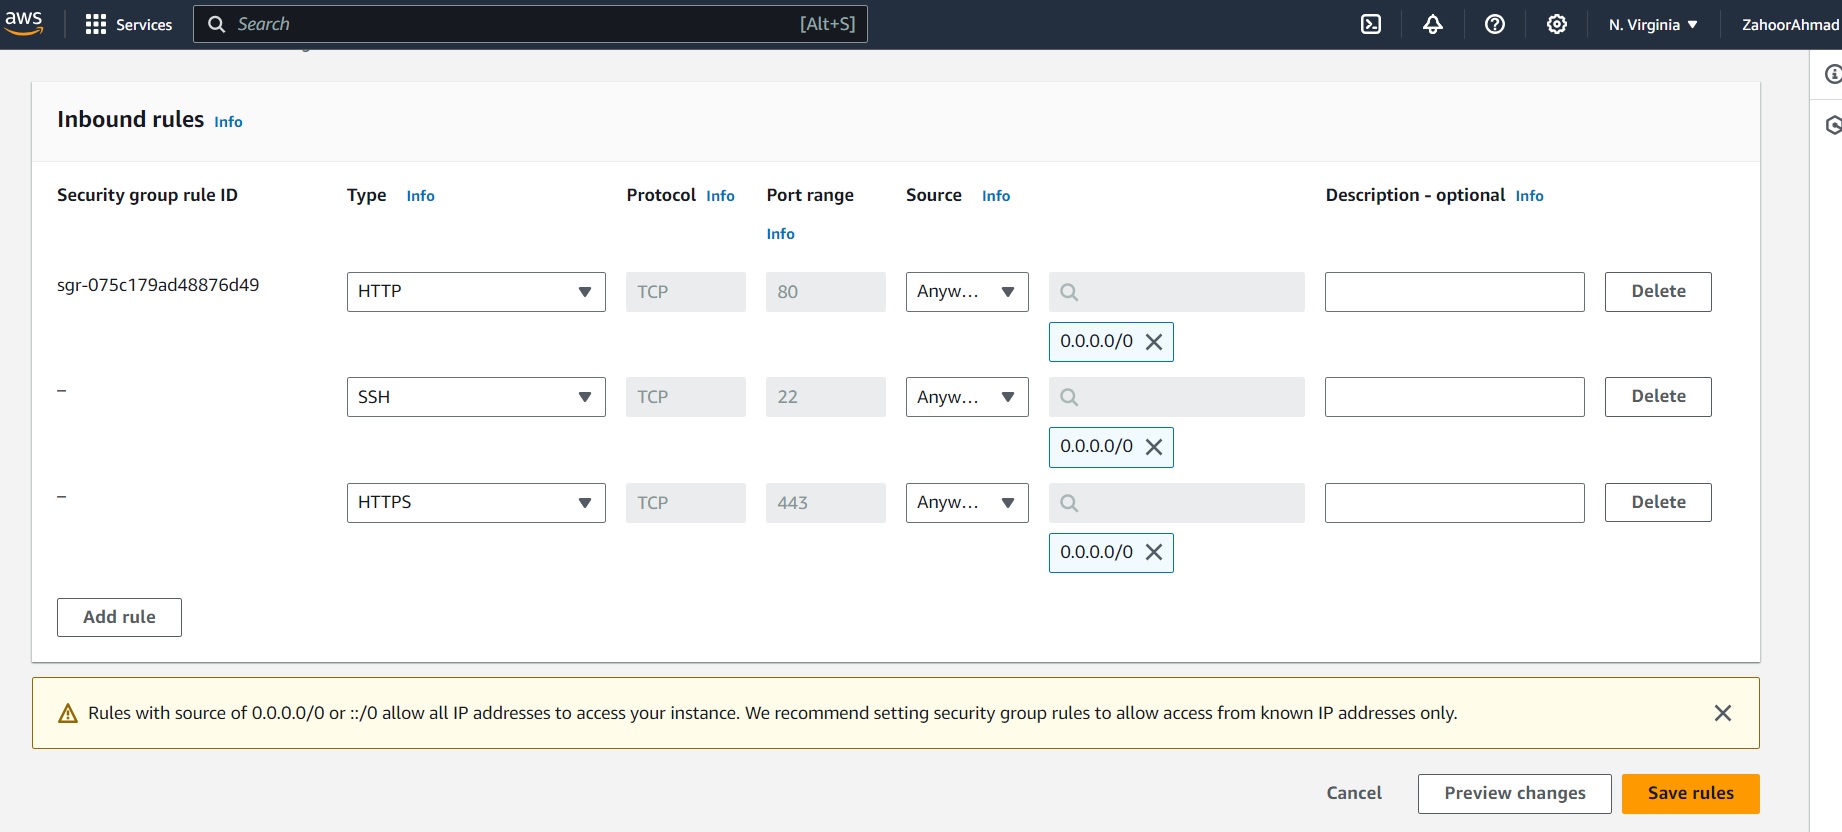 aws Services Search [Alt+S] N. Virginia ZahoorAhmad
Inbound rules Info
Security group rule ID Type Info Protocol Info Port range Info Source Info Description - optional Info
sgr-075c179ad48876d49 HTTP TCP 80 Anyw... Delete
0.0.0.0/0
– SSH TCP 22 Anyw... Delete
0.0.0.0/0
– HTTPS TCP 443 Anyw... Delete
0.0.0.0/0
Add rule
Rules with source of 0.0.0.0/0 or ::/0 allow all IP addresses to access your instance. We recommend setting security group rules to allow access from known IP addresses only.
Cancel Preview changes Save rules